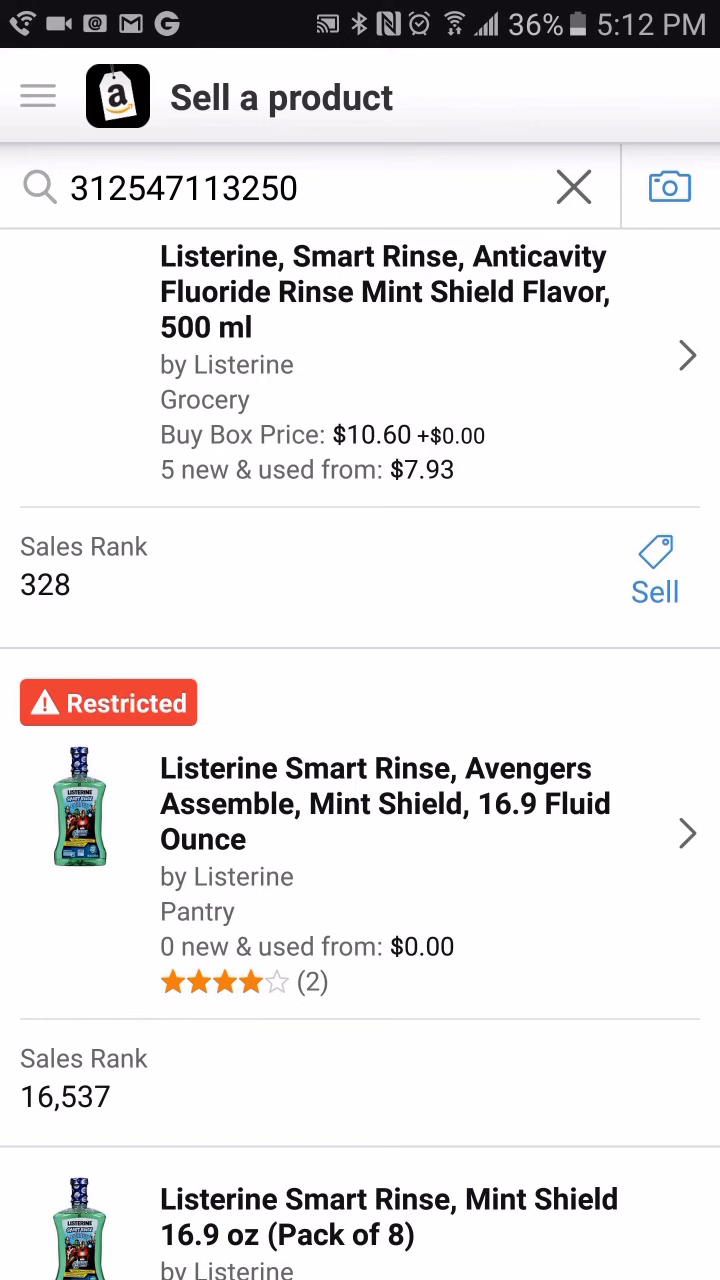 36% 5:12 PM
a Sell a product
312547113250
Listerine, Smart Rinse, Anticavity
Fluoride Rinse Mint Shield Flavor,
500 ml
by Listerine
Grocery
Buy Box Price: $10.60 +$0.00
5 new & used from: $7.93
Sales Rank
328
Sell
Restricted
LISTERINE
Listerine Smart Rinse, Avengers
Assemble, Mint Shield, 16.9 Fluid
Ounce
by Listerine
Pantry
0 new & used from: $0.00
(2)
Sales Rank
16,537
LISTERINE
Listerine Smart Rinse, Mint Shield
16.9 oz (Pack of 8)
by Listerine